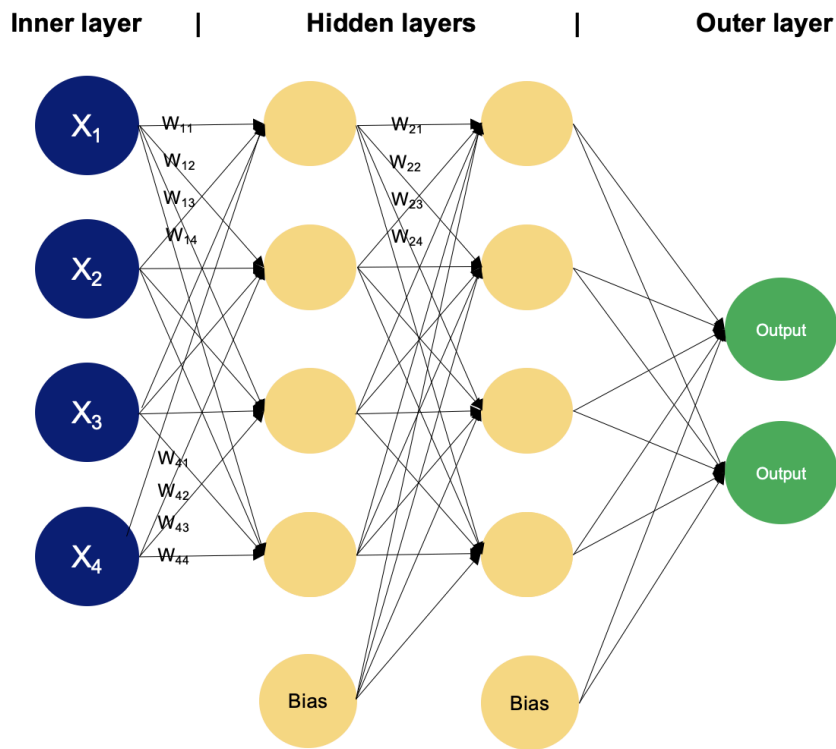 Inner layer | Hidden layers | Outer layer
X₁
W₁₁
W₁₂
W₁₃
W₁₄
W₂₁
W₂₂
W₂₃
W₂₄
X₂
Output
X₃
W₄₁
W₄₂
W₄₃
W₄₄
Output
X₄
Bias
Bias